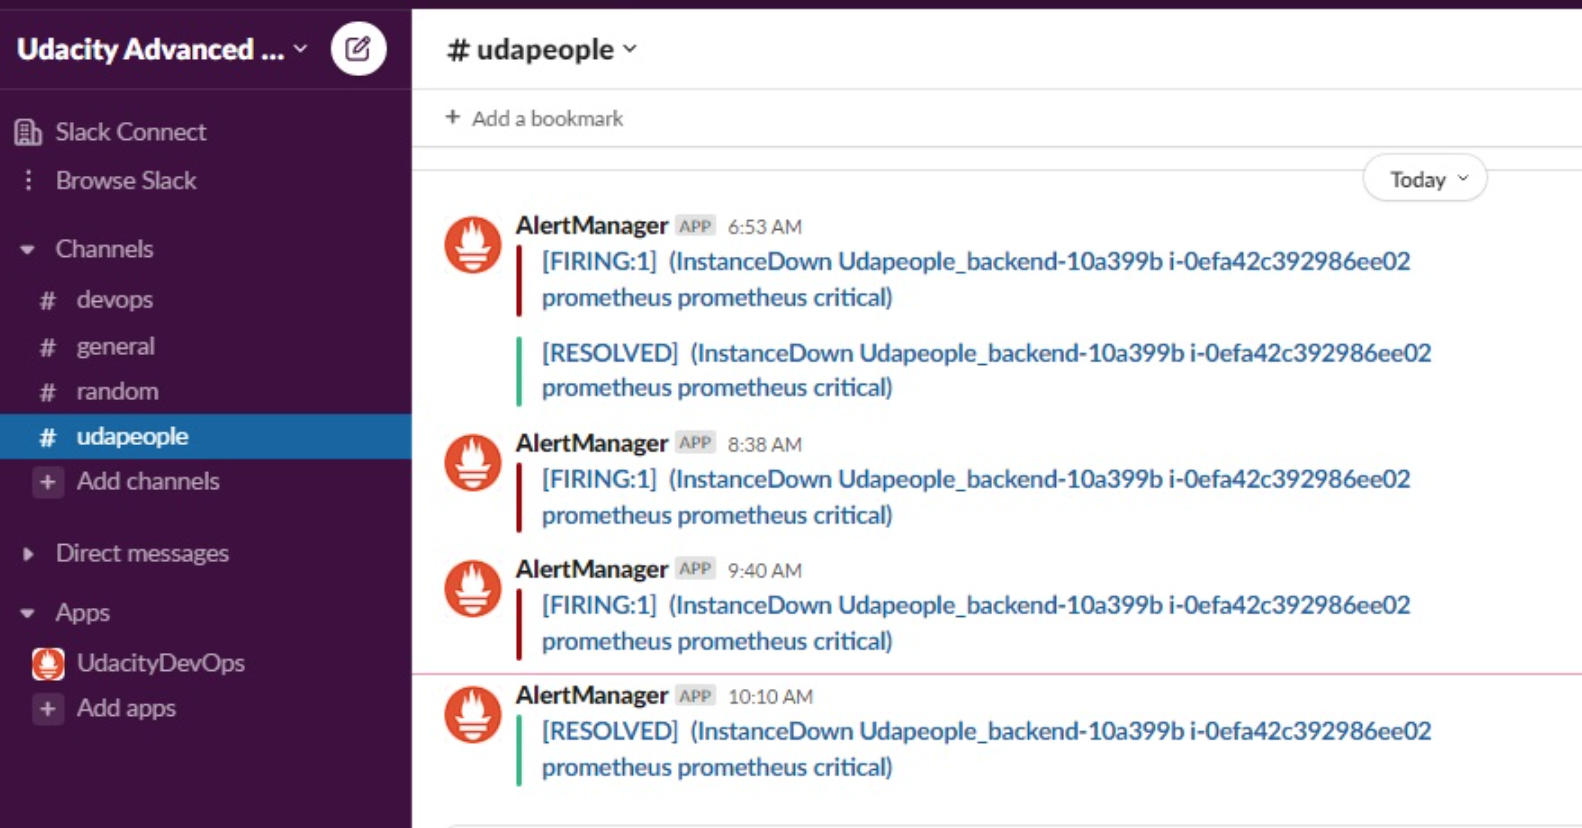 Udacity Advanced ...
Slack Connect
Browse Slack
Channels
# devops
# general
# random
# udapeople
+ Add channels
Direct messages
Apps
UdacityDevOps
+ Add apps
# udapeople
+ Add a bookmark
Today
AlertManager APP 6:53 AM
[FIRING:1] (InstanceDown Udapeople_backend-10a399b i-0efa42c392986ee02
prometheus prometheus critical)
[RESOLVED] (InstanceDown Udapeople_backend-10a399b i-0efa42c392986ee02
prometheus prometheus critical)
AlertManager APP 8:38 AM
[FIRING:1] (InstanceDown Udapeople_backend-10a399b i-0efa42c392986ee02
prometheus prometheus critical)
AlertManager APP 9:40 AM
[FIRING:1] (InstanceDown Udapeople_backend-10a399b i-0efa42c392986ee02
prometheus prometheus critical)
AlertManager APP 10:10 AM
[RESOLVED] (InstanceDown Udapeople_backend-10a399b i-0efa42c392986ee02
prometheus prometheus critical)